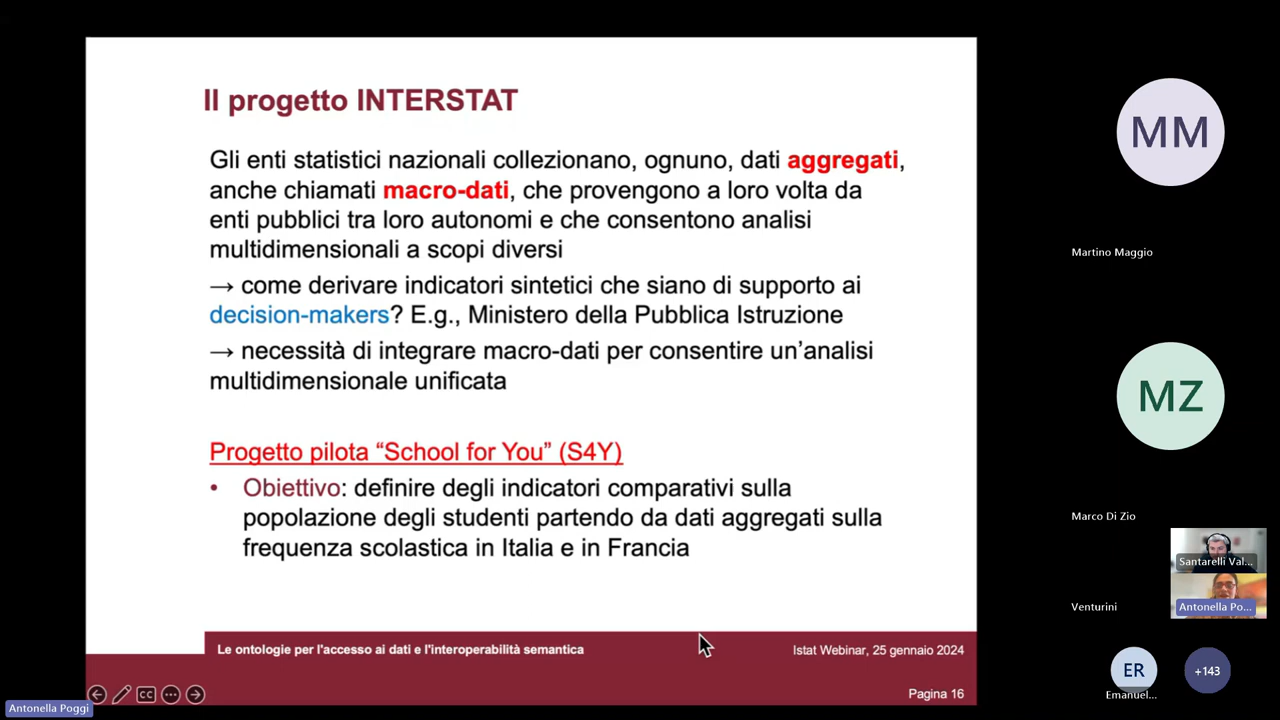 Il progetto INTERSTAT
Gli enti statistici nazionali collezionano, ognuno, dati aggregati,
anche chiamati macro-dati, che provengono a loro volta da
enti pubblici tra loro autonomi e che consentono analisi
multidimensionali a scopi diversi
→ come derivare indicatori sintetici che siano di supporto ai
decision-makers? E.g., Ministero della Pubblica Istruzione
→ necessità di integrare macro-dati per consentire un’analisi
multidimensionale unificata
Progetto pilota “School for You” (S4Y)
• Obiettivo: definire degli indicatori comparativi sulla
popolazione degli studenti partendo da dati aggregati sulla
frequenza scolastica in Italia e in Francia
Le ontologie per l'accesso ai dati e l'interoperabilità semantica
Istat Webinar, 25 gennaio 2024
Pagina 16
CC
Antonella Poggi
MM
Martino Maggio
MZ
Marco Di Zio
Santarelli Val...
Venturini
Antonella Po...
ER
Emanuel...
+143